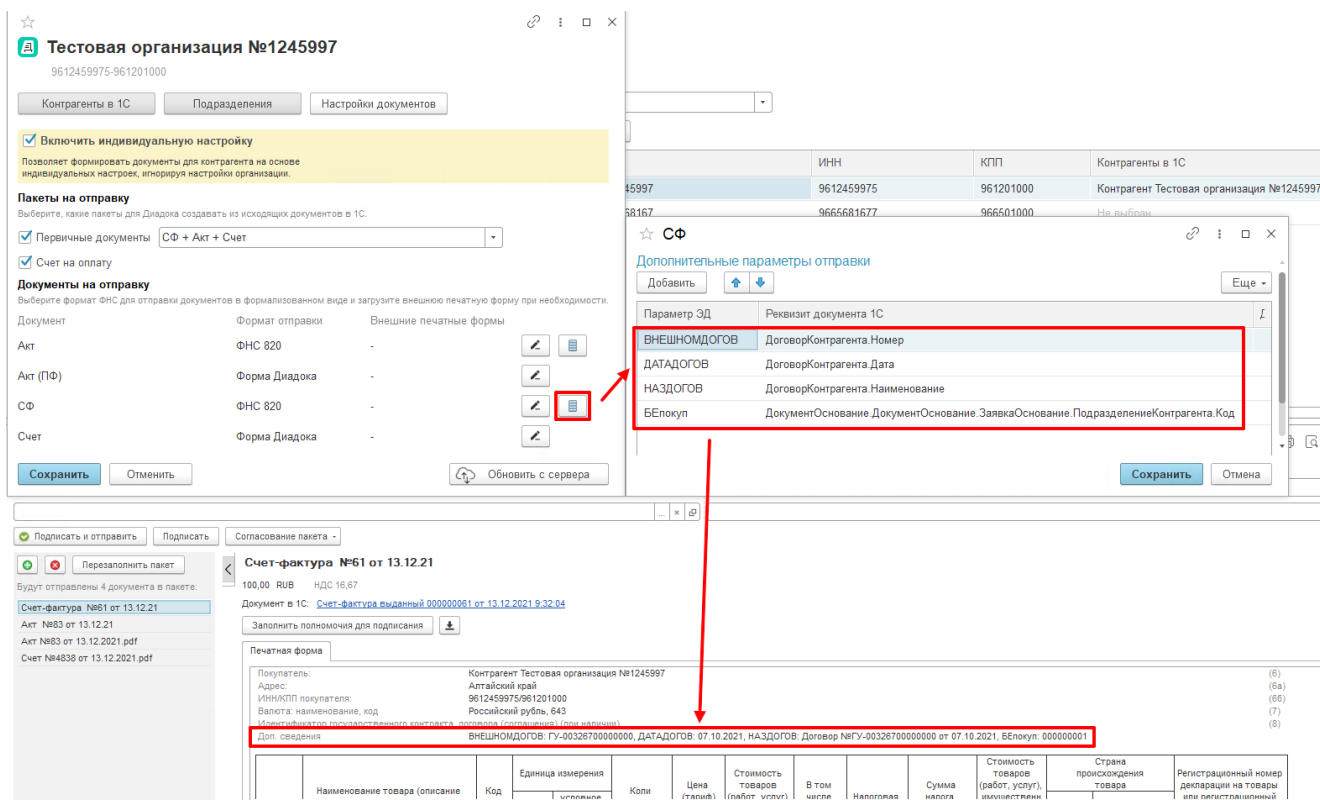 Тестовая организация №1245997
9612459975-961201000
Контрагенты в 1С
Подразделения
Настройки документов
Включить индивидуальную настройку
Позволяет формировать документы для контрагента на основе
индивидуальных настроек, игнорируя настройки организации.
Пакеты на отправку
Выберите, какие пакеты для Диадока создавать из исходящих документов в 1С.
Первичные документы СФ + Акт + Счет
Счет на оплату
Документы на отправку
Выберите формат ФНС для отправки документов в формализованном виде и загрузите внешнюю печатную форму при необходимости.
Документ Формат отправки Внешние печатные формы
Акт ФНС 820 -
Акт (ПФ) Форма Диадока -
СФ ФНС 820 -
Счет Форма Диадока -
Сохранить Отменить Обновить с сервера
ИНН КПП Контрагенты в 1С
45997 9612459975 961201000 Контрагент Тестовая организация №1245997
68167 9665681677 966501000 Не выбран
СФ
Дополнительные параметры отправки
Добавить Еще
Параметр ЭД Реквизит документа 1С
ВНЕШНОМДОГОВ ДоговорКонтрагента.Номер
ДАТАДОГОВ ДоговорКонтрагента.Дата
НАЗДОГОВ ДоговорКонтрагента.Наименование
БЕпокуп ДокументОснование.ДокументОснование.ЗаявкаОснование.ПодразделениеКонтрагента.Код
Сохранить Отмена
Подписать и отправить Подписать Согласование пакета
Перезаполнить пакет
Будут отправлены 4 документа в пакете:
Счет-фактура №61 от 13.12.21
Акт №83 от 13.12.21
Акт №83 от 13.12.2021.pdf
Счет №4838 от 13.12.2021.pdf
Счет-фактура №61 от 13.12.21
100,00 RUB НДС 16,67
Документ в 1С: Счет-фактура выданный 000000061 от 13.12.2021 9:32:04
Заполнить полномочия для подписания
Печатная форма
Покупатель: Контрагент Тестовая организация №1245997 (6)
Адрес: Алтайский край (6а)
ИНН/КПП покупателя: 9612459975/961201000 (6б)
Валюта: наименование, код Российский рубль, 643 (7)
Идентификатор государственного контракта, договора (соглашения) (при наличии) (8)
Доп. сведения ВНЕШНОМДОГОВ: ГУ-00326700000000, ДАТАДОГОВ: 07.10.2021, НАЗДОГОВ: Договор №ГУ-00326700000000 от 07.10.2021, БЕпокуп: 000000001
Наименование товара (описание
Код
Единица измерения
условное
Коли
Цена
(тариф)
Стоимость
товаров
(работ, услуг)
В том
числе
Налоговая
Сумма
налога
Стоимость
товаров
(работ, услуг),
имущественн
Страна
происхождения
товара
Регистрационный номер
декларации на товары
или регистрационный